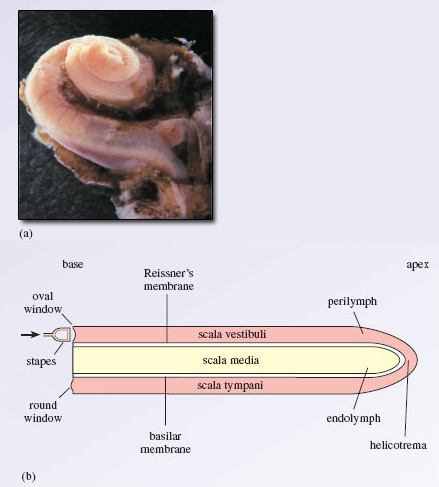 (a)
base
apex
Reissner's
membrane
oval
window
perilymph
scala vestibuli
stapes
scala media
scala tympani
round
window
endolymph
basilar
membrane
helicotrema
(b)